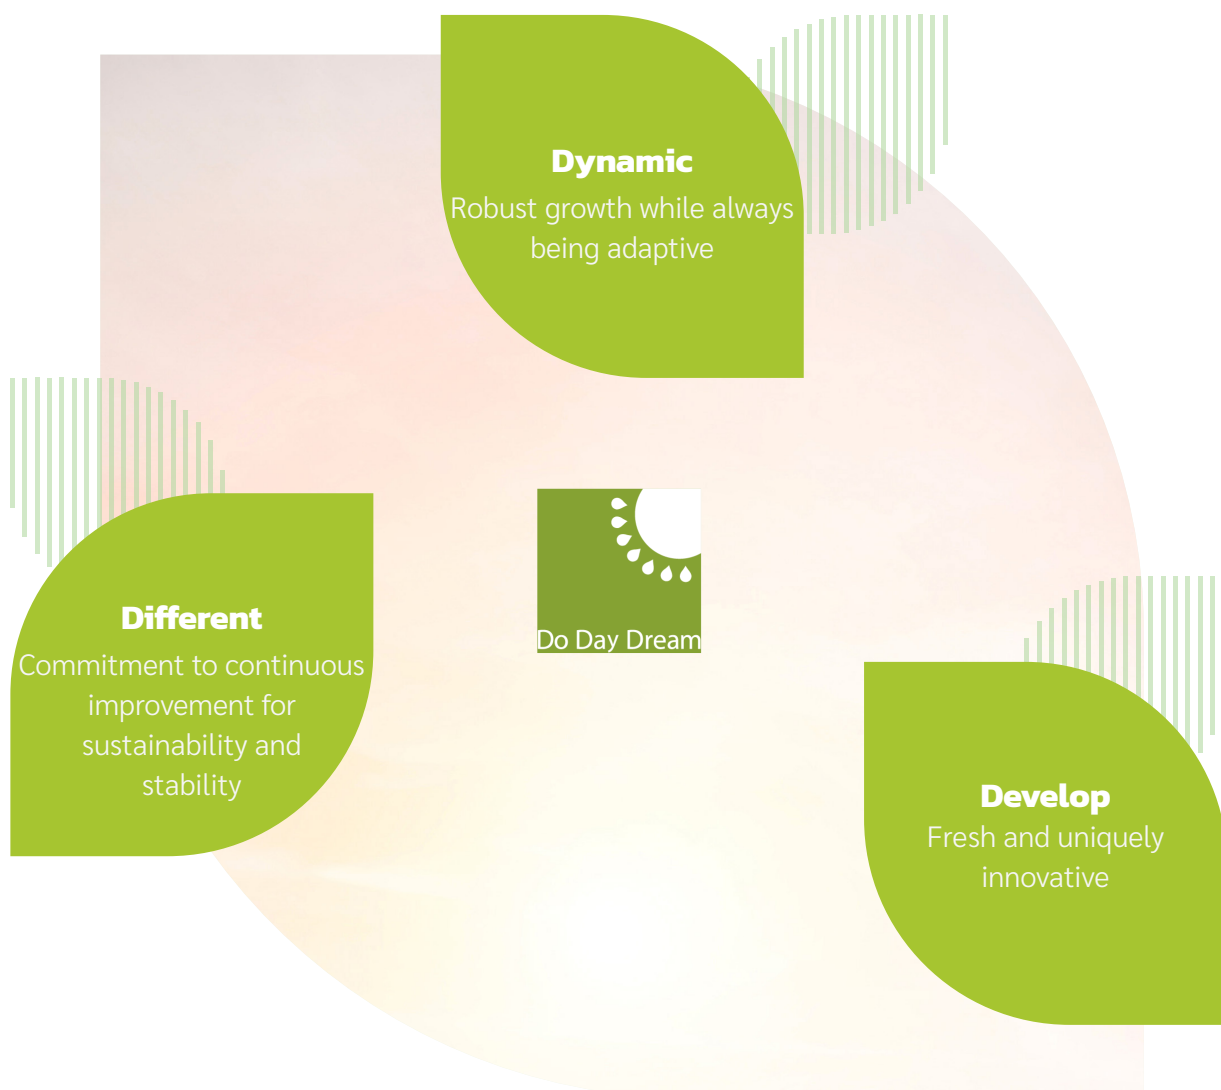 Dynamic
Robust growth while always
being adaptive
Different
Commitment to continuous
improvement for
sustainability and
stability
Do Day Dream
Develop
Fresh and uniquely
innovative